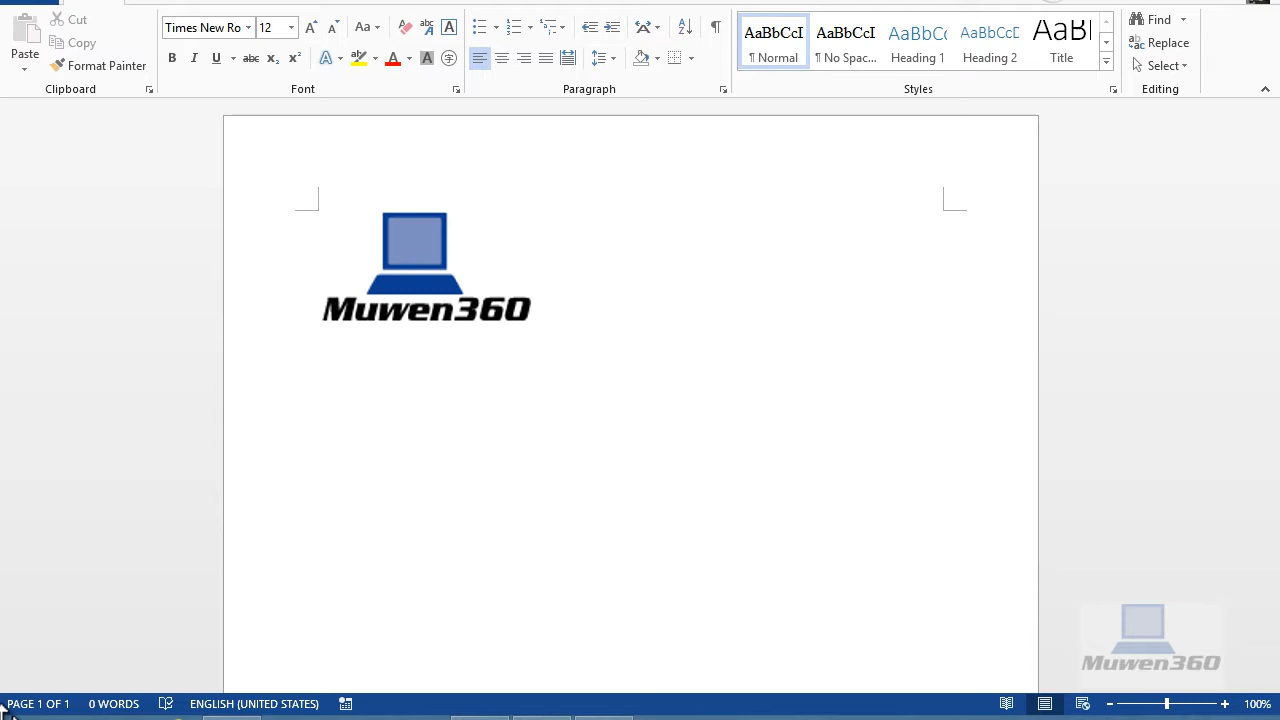 Cut
Times New Ro
12
Aa
AaBbCcI
AaBbCcI
AaBbCc
AaBbCcD
AaB
Find
Copy
Replace
Paste
Format Painter
B I U abc X₂ X²
A
A
A
¶ Normal
¶ No Spac...
Heading 1
Heading 2
Title
Select
Clipboard
Font
Paragraph
Styles
Editing
Muwen360
Muwen360
PAGE 1 OF 1
0 WORDS
ENGLISH (UNITED STATES)
100%